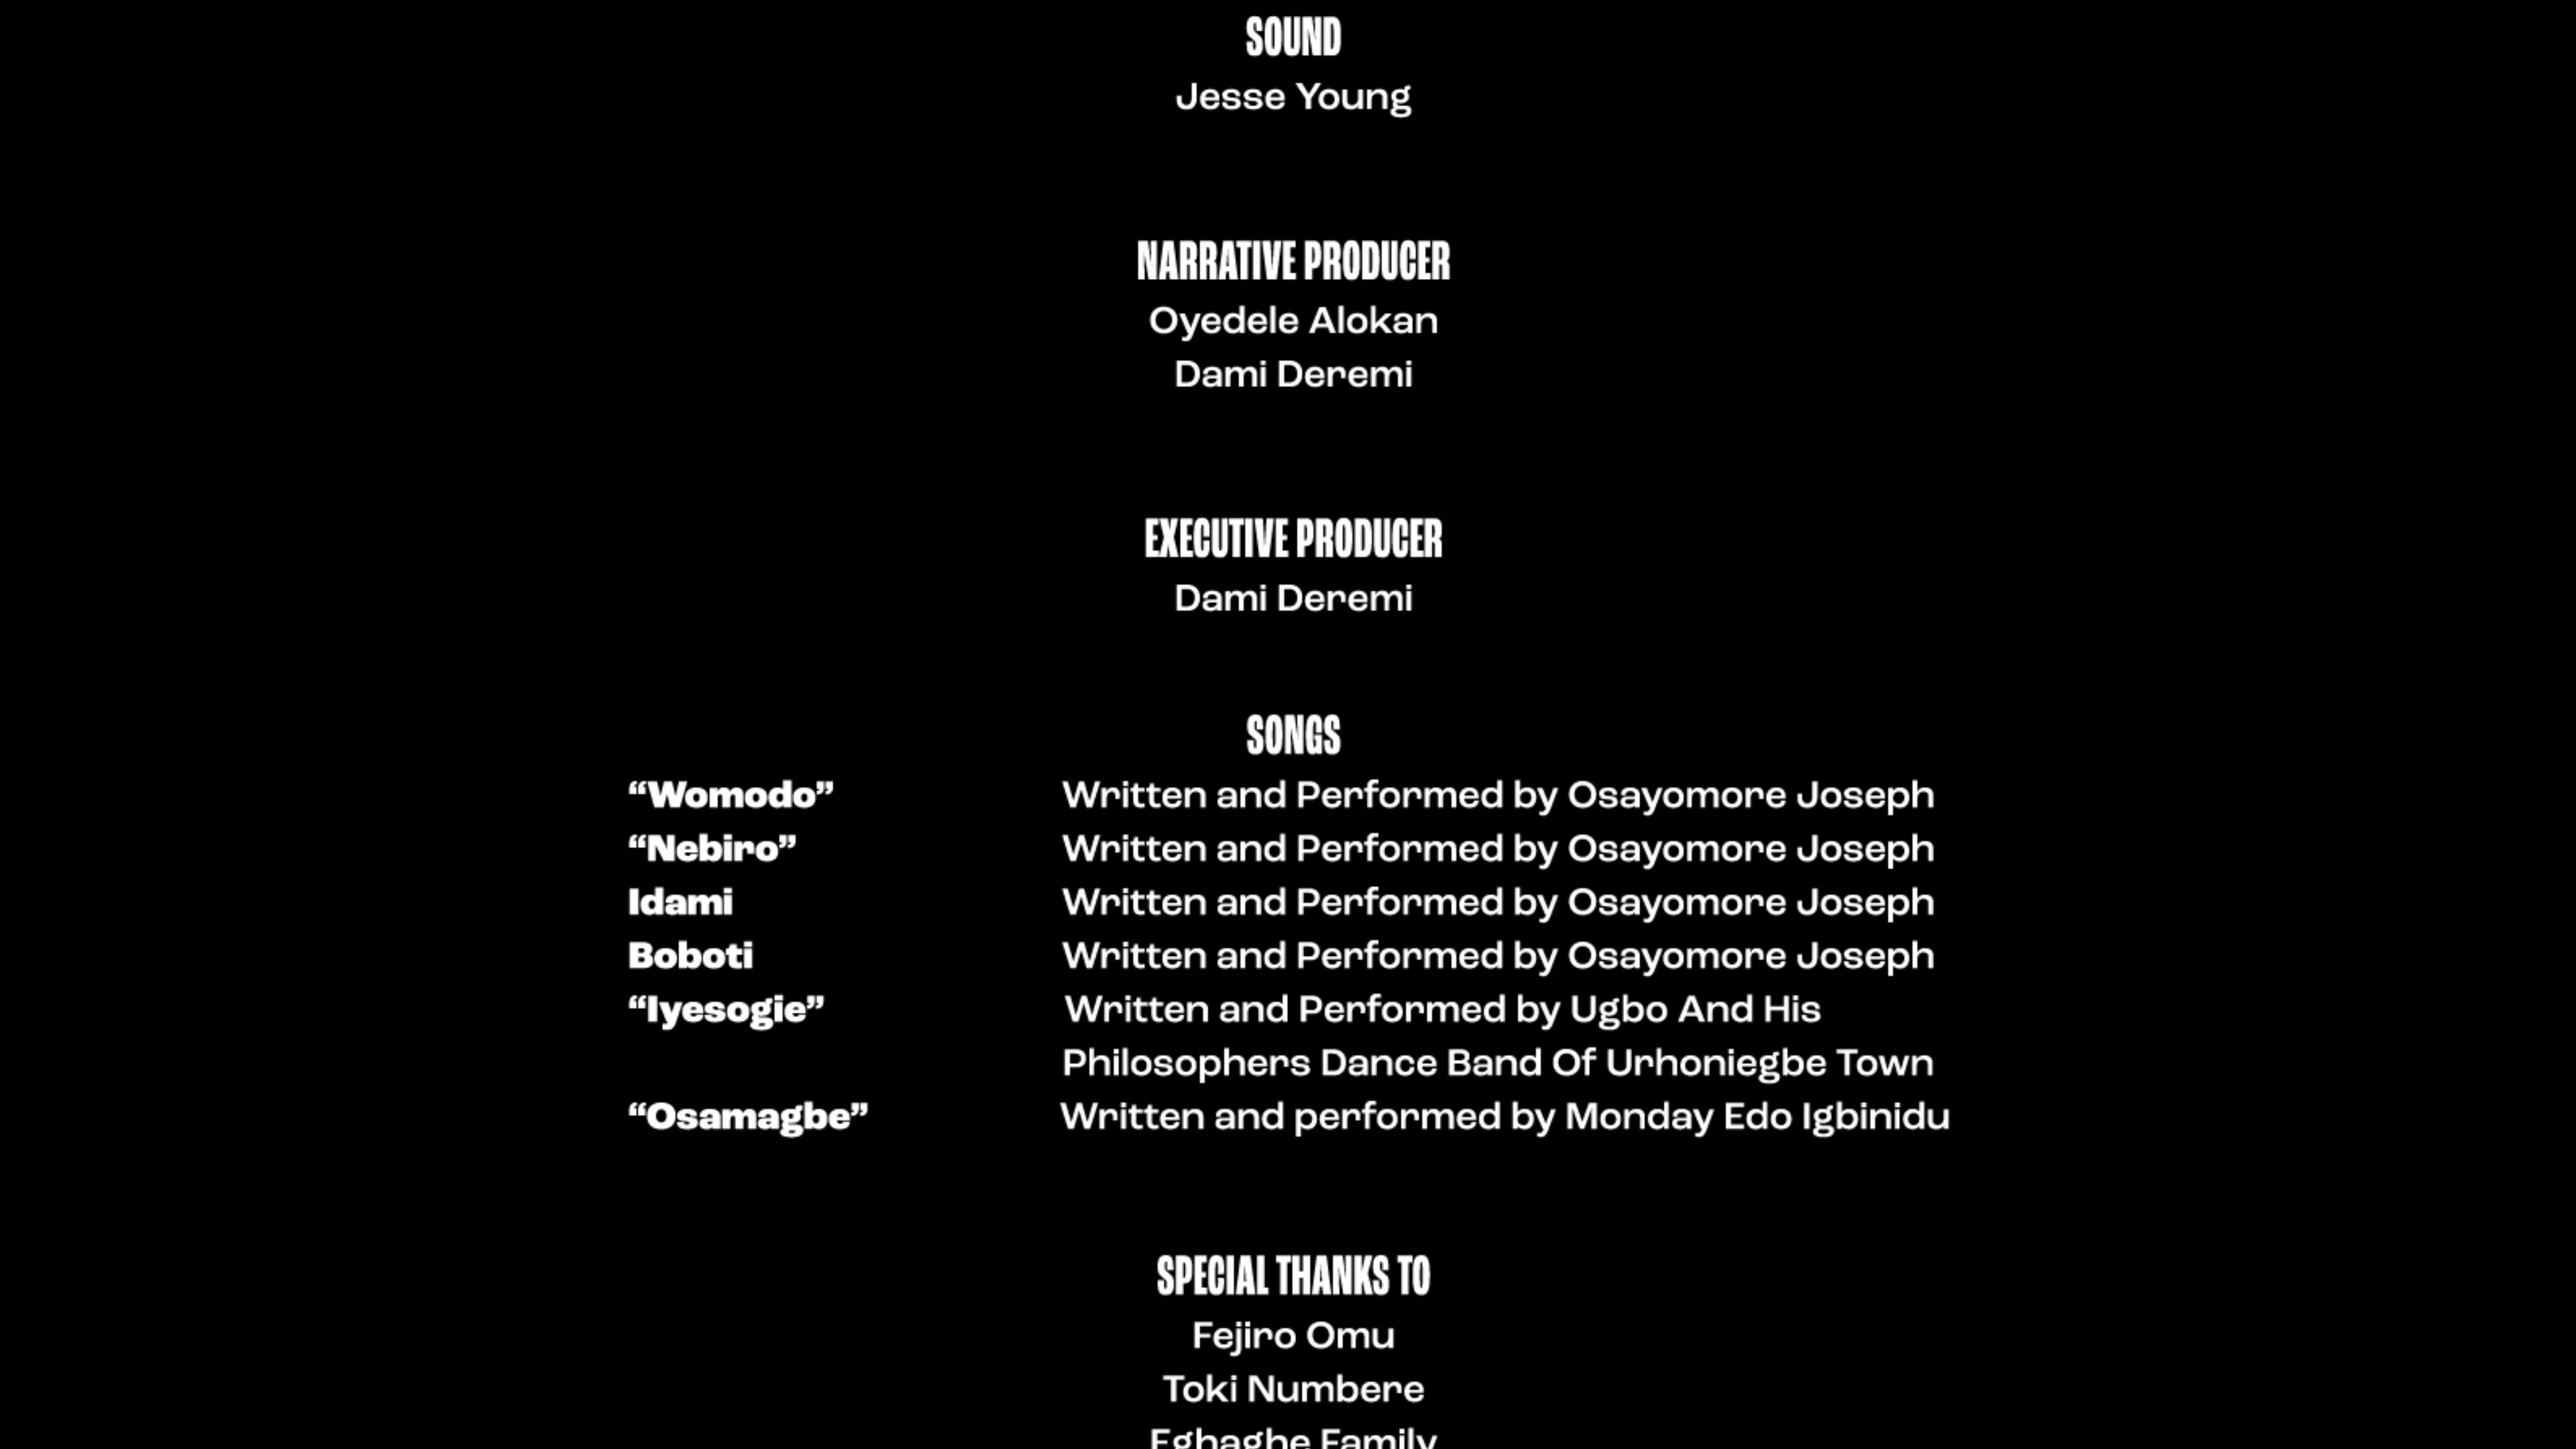 SOUND
Jesse Young
NARRATIVE PRODUCER
Oyedele Alokan
Dami Deremi
EXECUTIVE PRODUCER
Dami Deremi
SONGS
“Womodo” Written and Performed by Osayomore Joseph
“Nebiro” Written and Performed by Osayomore Joseph
Idami Written and Performed by Osayomore Joseph
Boboti Written and Performed by Osayomore Joseph
“Iyesogie” Written and Performed by Ugbo And His
Philosophers Dance Band Of Urhoniegbe Town
“Osamagbe” Written and performed by Monday Edo Igbinidu
SPECIAL THANKS TO
Fejiro Omu
Toki Numbere
Family